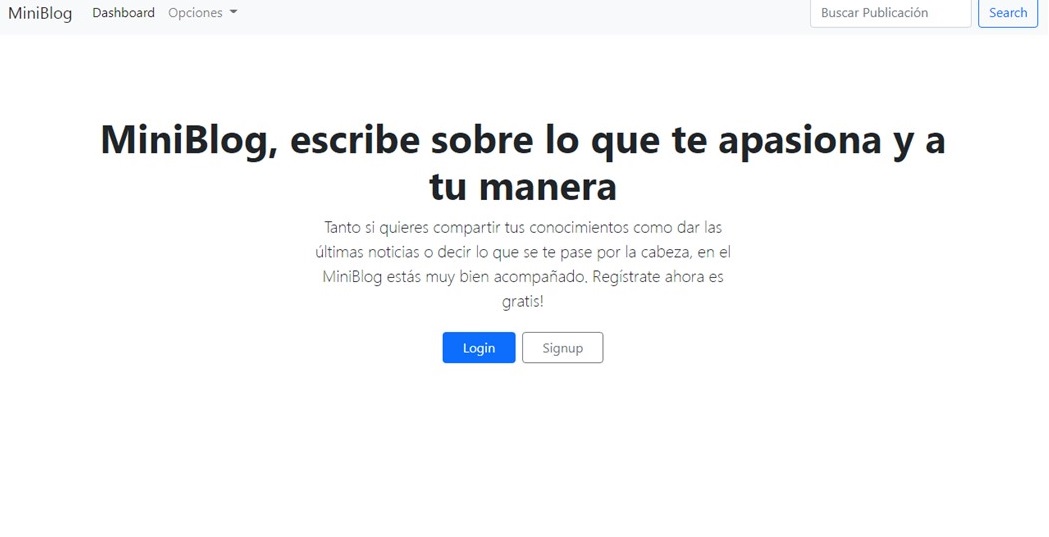 MiniBlog Dashboard Opciones Buscar Publicación Search
MiniBlog, escribe sobre lo que te apasiona y a
tu manera
Tanto si quieres compartir tus conocimientos como dar las
últimas noticias o decir lo que se te pase por la cabeza, en el
MiniBlog estás muy bien acompañado. Regístrate ahora es
gratis!
Login Signup